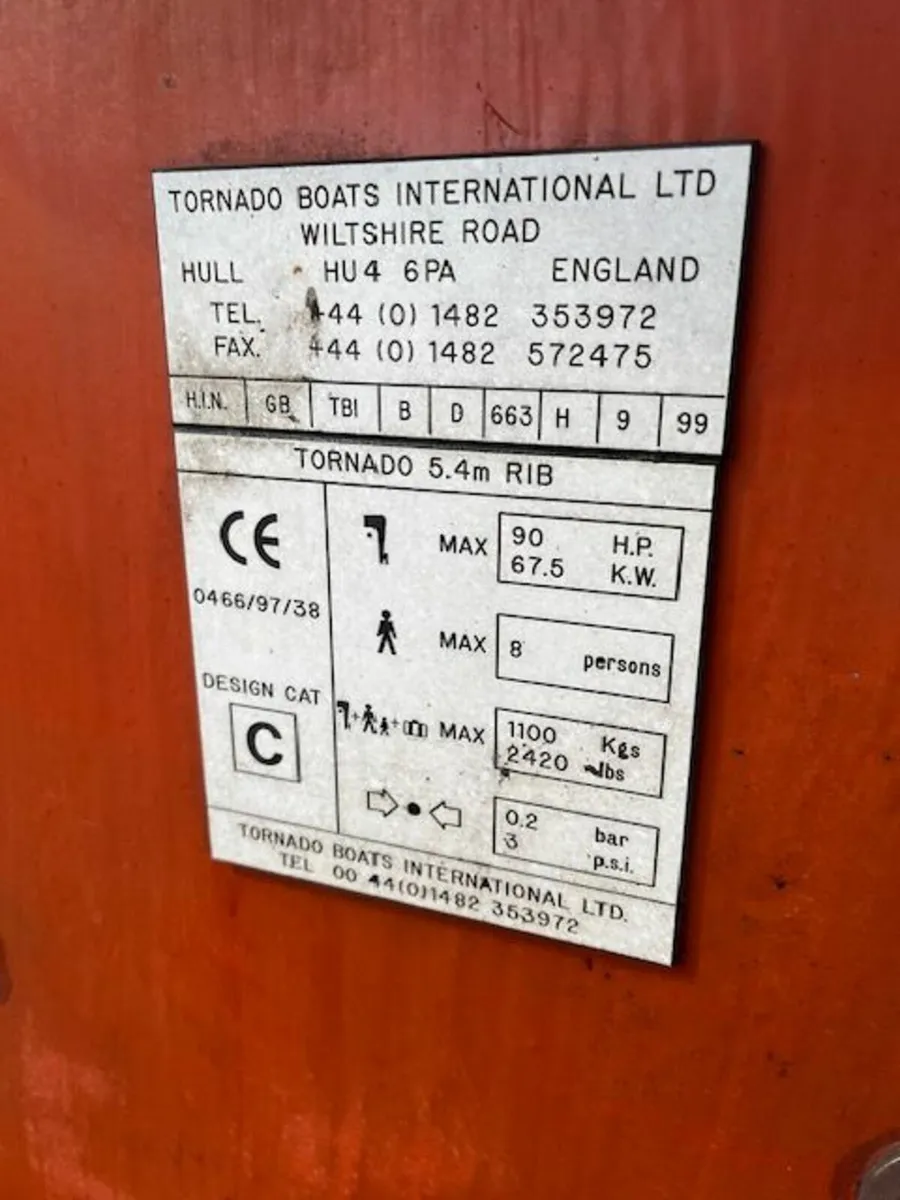 TORNADO BOATS INTERNATIONAL LTD
WILTSHIRE ROAD
HULL HU4 6PA ENGLAND
TEL. +44 (0) 1482 353972
FAX. +44 (0) 1482 572475
H.I.N. GB TBI B D 663 H 9 99
TORNADO 5.4m RIB
CE
0466/97/38
DESIGN CAT
C
MAX 90 H.P.
67.5 K.W.
MAX 8 persons
MAX 1100 Kgs
2420 lbs
0.2 bar
3 p.s.i.
TORNADO BOATS INTERNATIONAL LTD.
TEL 00 44(0)1482 353972